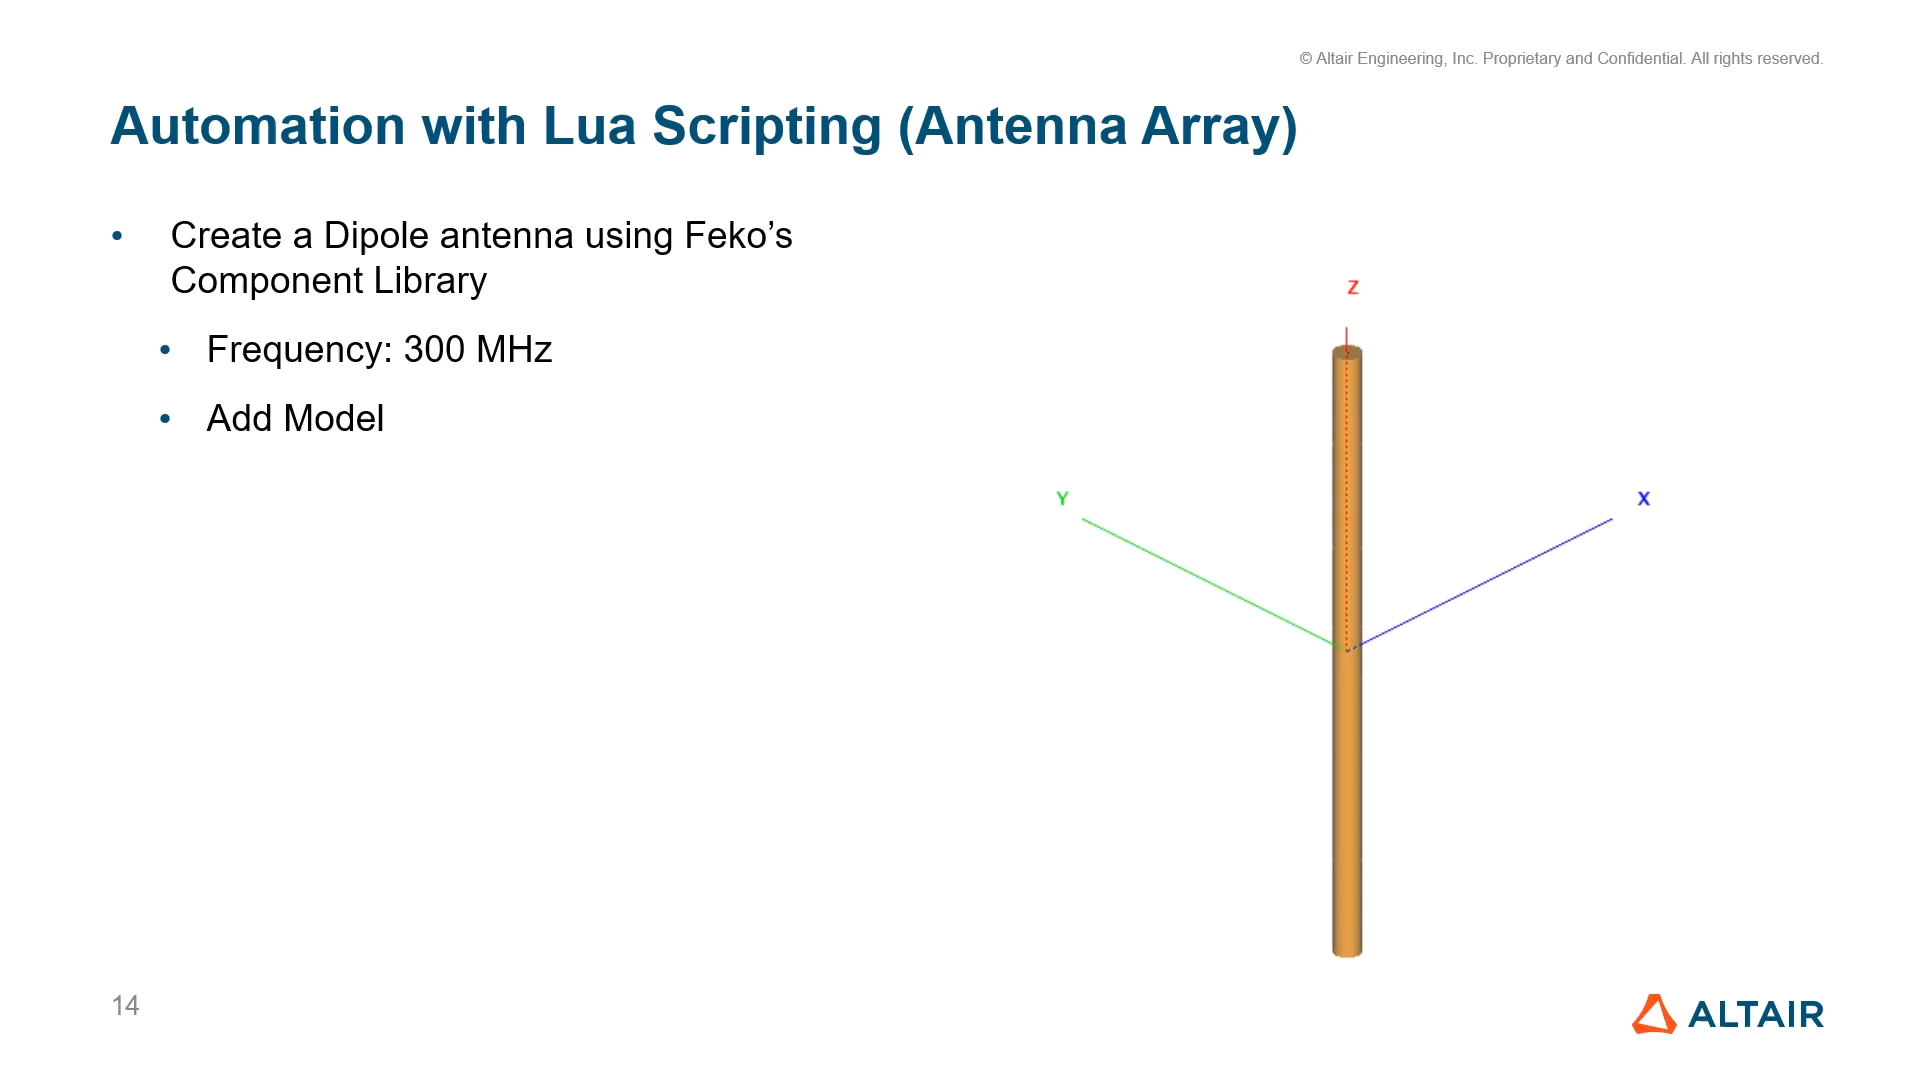 © Altair Engineering, Inc. Proprietary and Confidential. All rights reserved.
Automation with Lua Scripting (Antenna Array)
• Create a Dipole antenna using Feko’s
Component Library
• Frequency: 300 MHz
• Add Model
Z
Y
X
14
ALTAIR